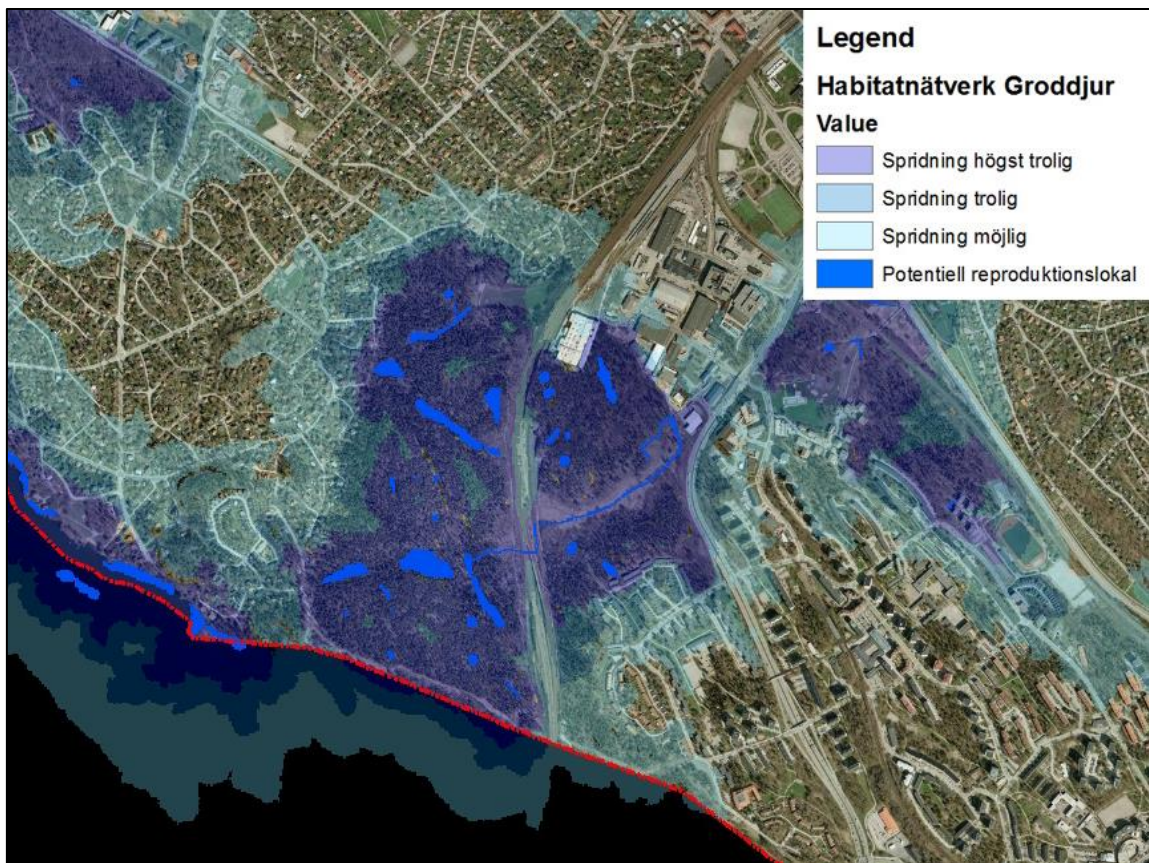 Legend
Habitatnätverk Groddjur
Value
Spridning högst trolig
Spridning trolig
Spridning möjlig
Potentiell reproduktionslokal